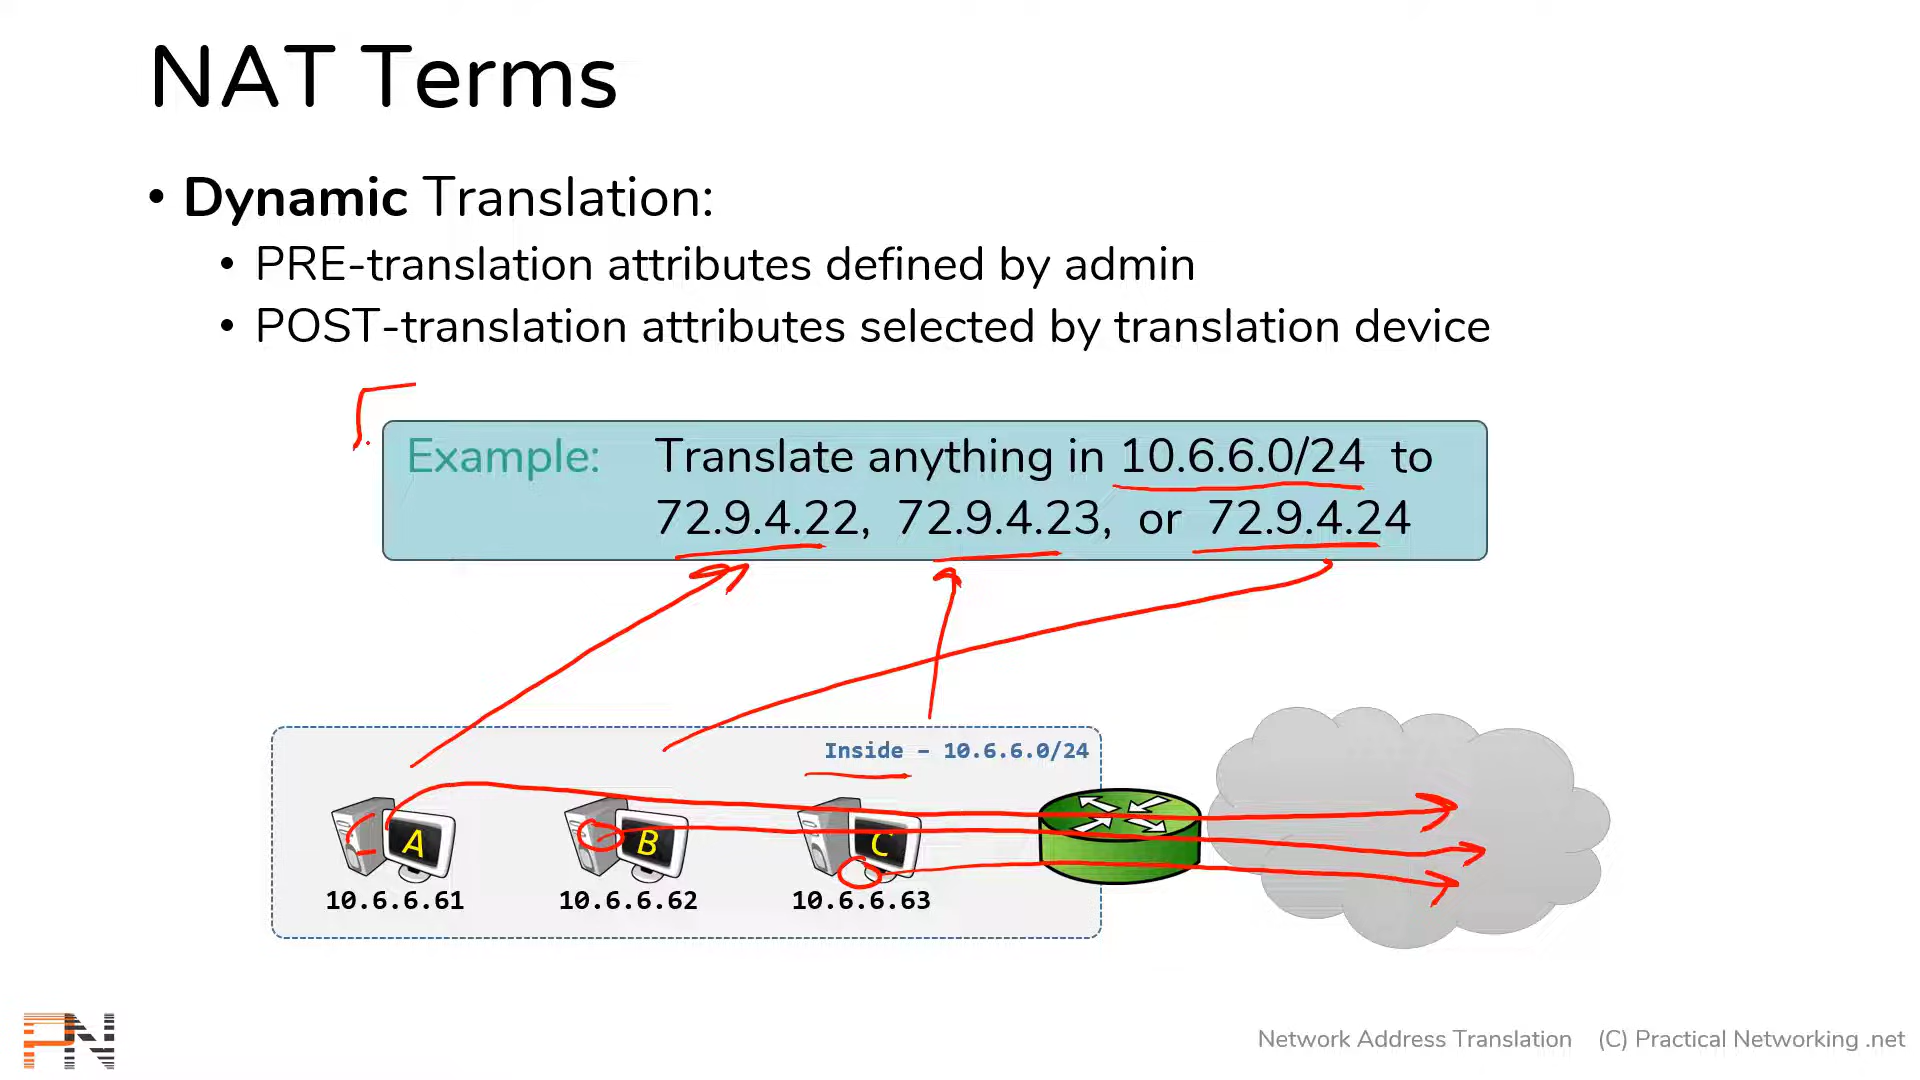 NAT Terms
• Dynamic Translation:
• PRE-translation attributes defined by admin
• POST-translation attributes selected by translation device
Example: Translate anything in 10.6.6.0/24 to
72.9.4.22, 72.9.4.23, or 72.9.4.24
Inside - 10.6.6.0/24
A B C
10.6.6.61 10.6.6.62 10.6.6.63
PN
Network Address Translation (C) Practical Networking .net